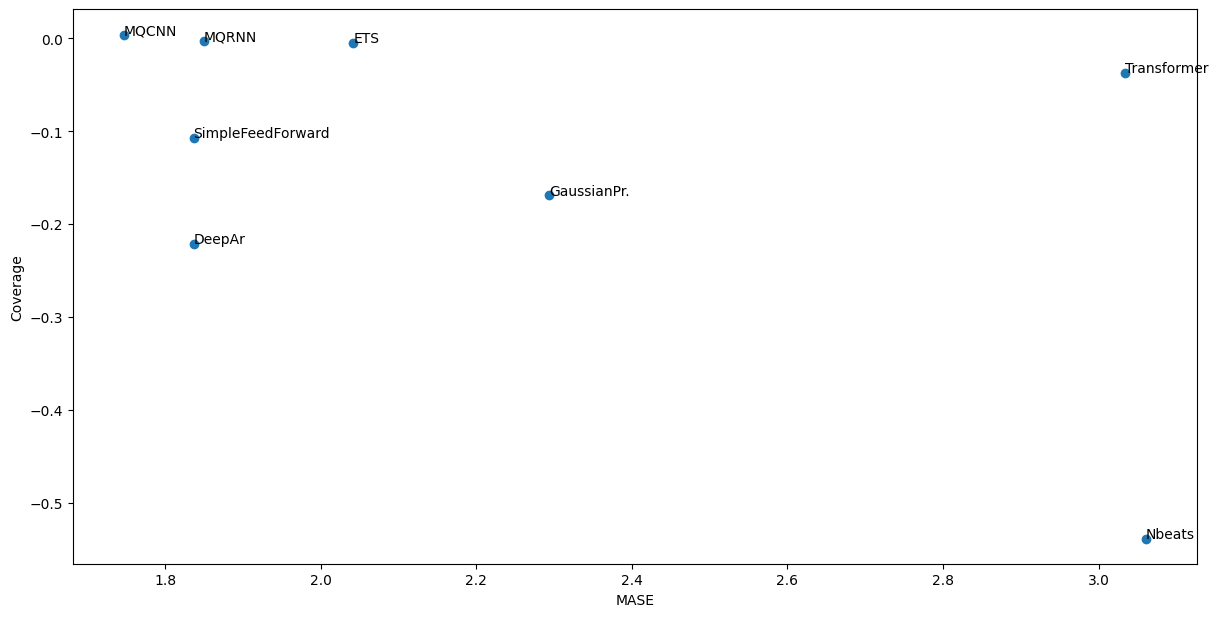 MQCNN
MQRNN
ETS
Transformer
SimpleFeedForward
GaussianPr.
DeepAr
Nbeats
0.0
−0.1
−0.2
−0.3
−0.4
−0.5
Coverage
1.8 2.0 2.2 2.4 2.6 2.8 3.0
MASE